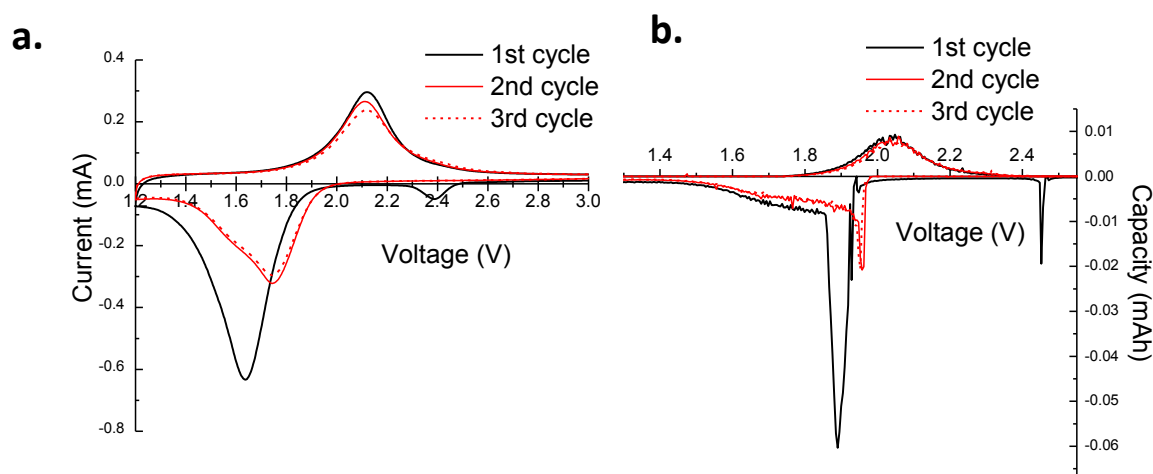 a.
1st cycle
2nd cycle
3rd cycle
0.4
0.2
0.0
-0.2
-0.4
-0.6
-0.8
1.2 1.4 1.6 1.8 2.0 2.2 2.4 2.6 2.8 3.0
Current (mA)
Voltage (V)
b.
1st cycle
2nd cycle
3rd cycle
1.4 1.6 1.8 2.0 2.2 2.4
0.01
0.00
-0.01
-0.02
-0.03
-0.04
-0.05
-0.06
Voltage (V)
Capacity (mAh)